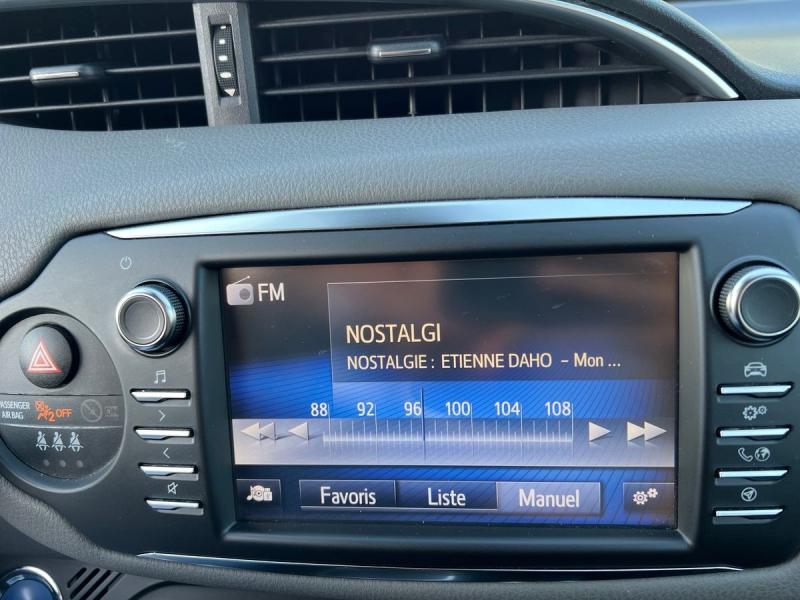 FM
NOSTALGI
NOSTALGIE : ETIENNE DAHO - Mon ...
88 92 96 100 104 108
PASSENGER
AIR BAG
2 OFF
Favoris Liste Manuel